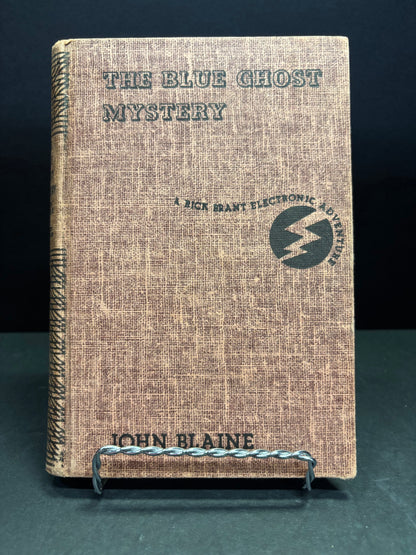 THE BLUE GHOST
MYSTERY
A RICK BRANT ELECTRONIC ADVENTURE
JOHN BLAINE